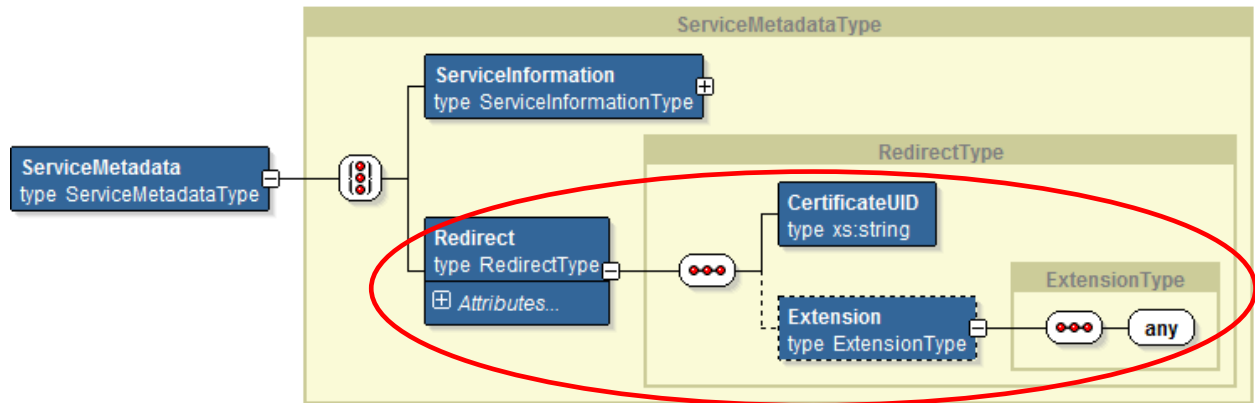 ServiceMetadataType
ServiceInformation
type ServiceInformationType
RedirectType
ServiceMetadata
type ServiceMetadataType
CertificateUID
type xs:string
Redirect
type RedirectType
Attributes...
ExtensionType
Extension
type ExtensionType
any